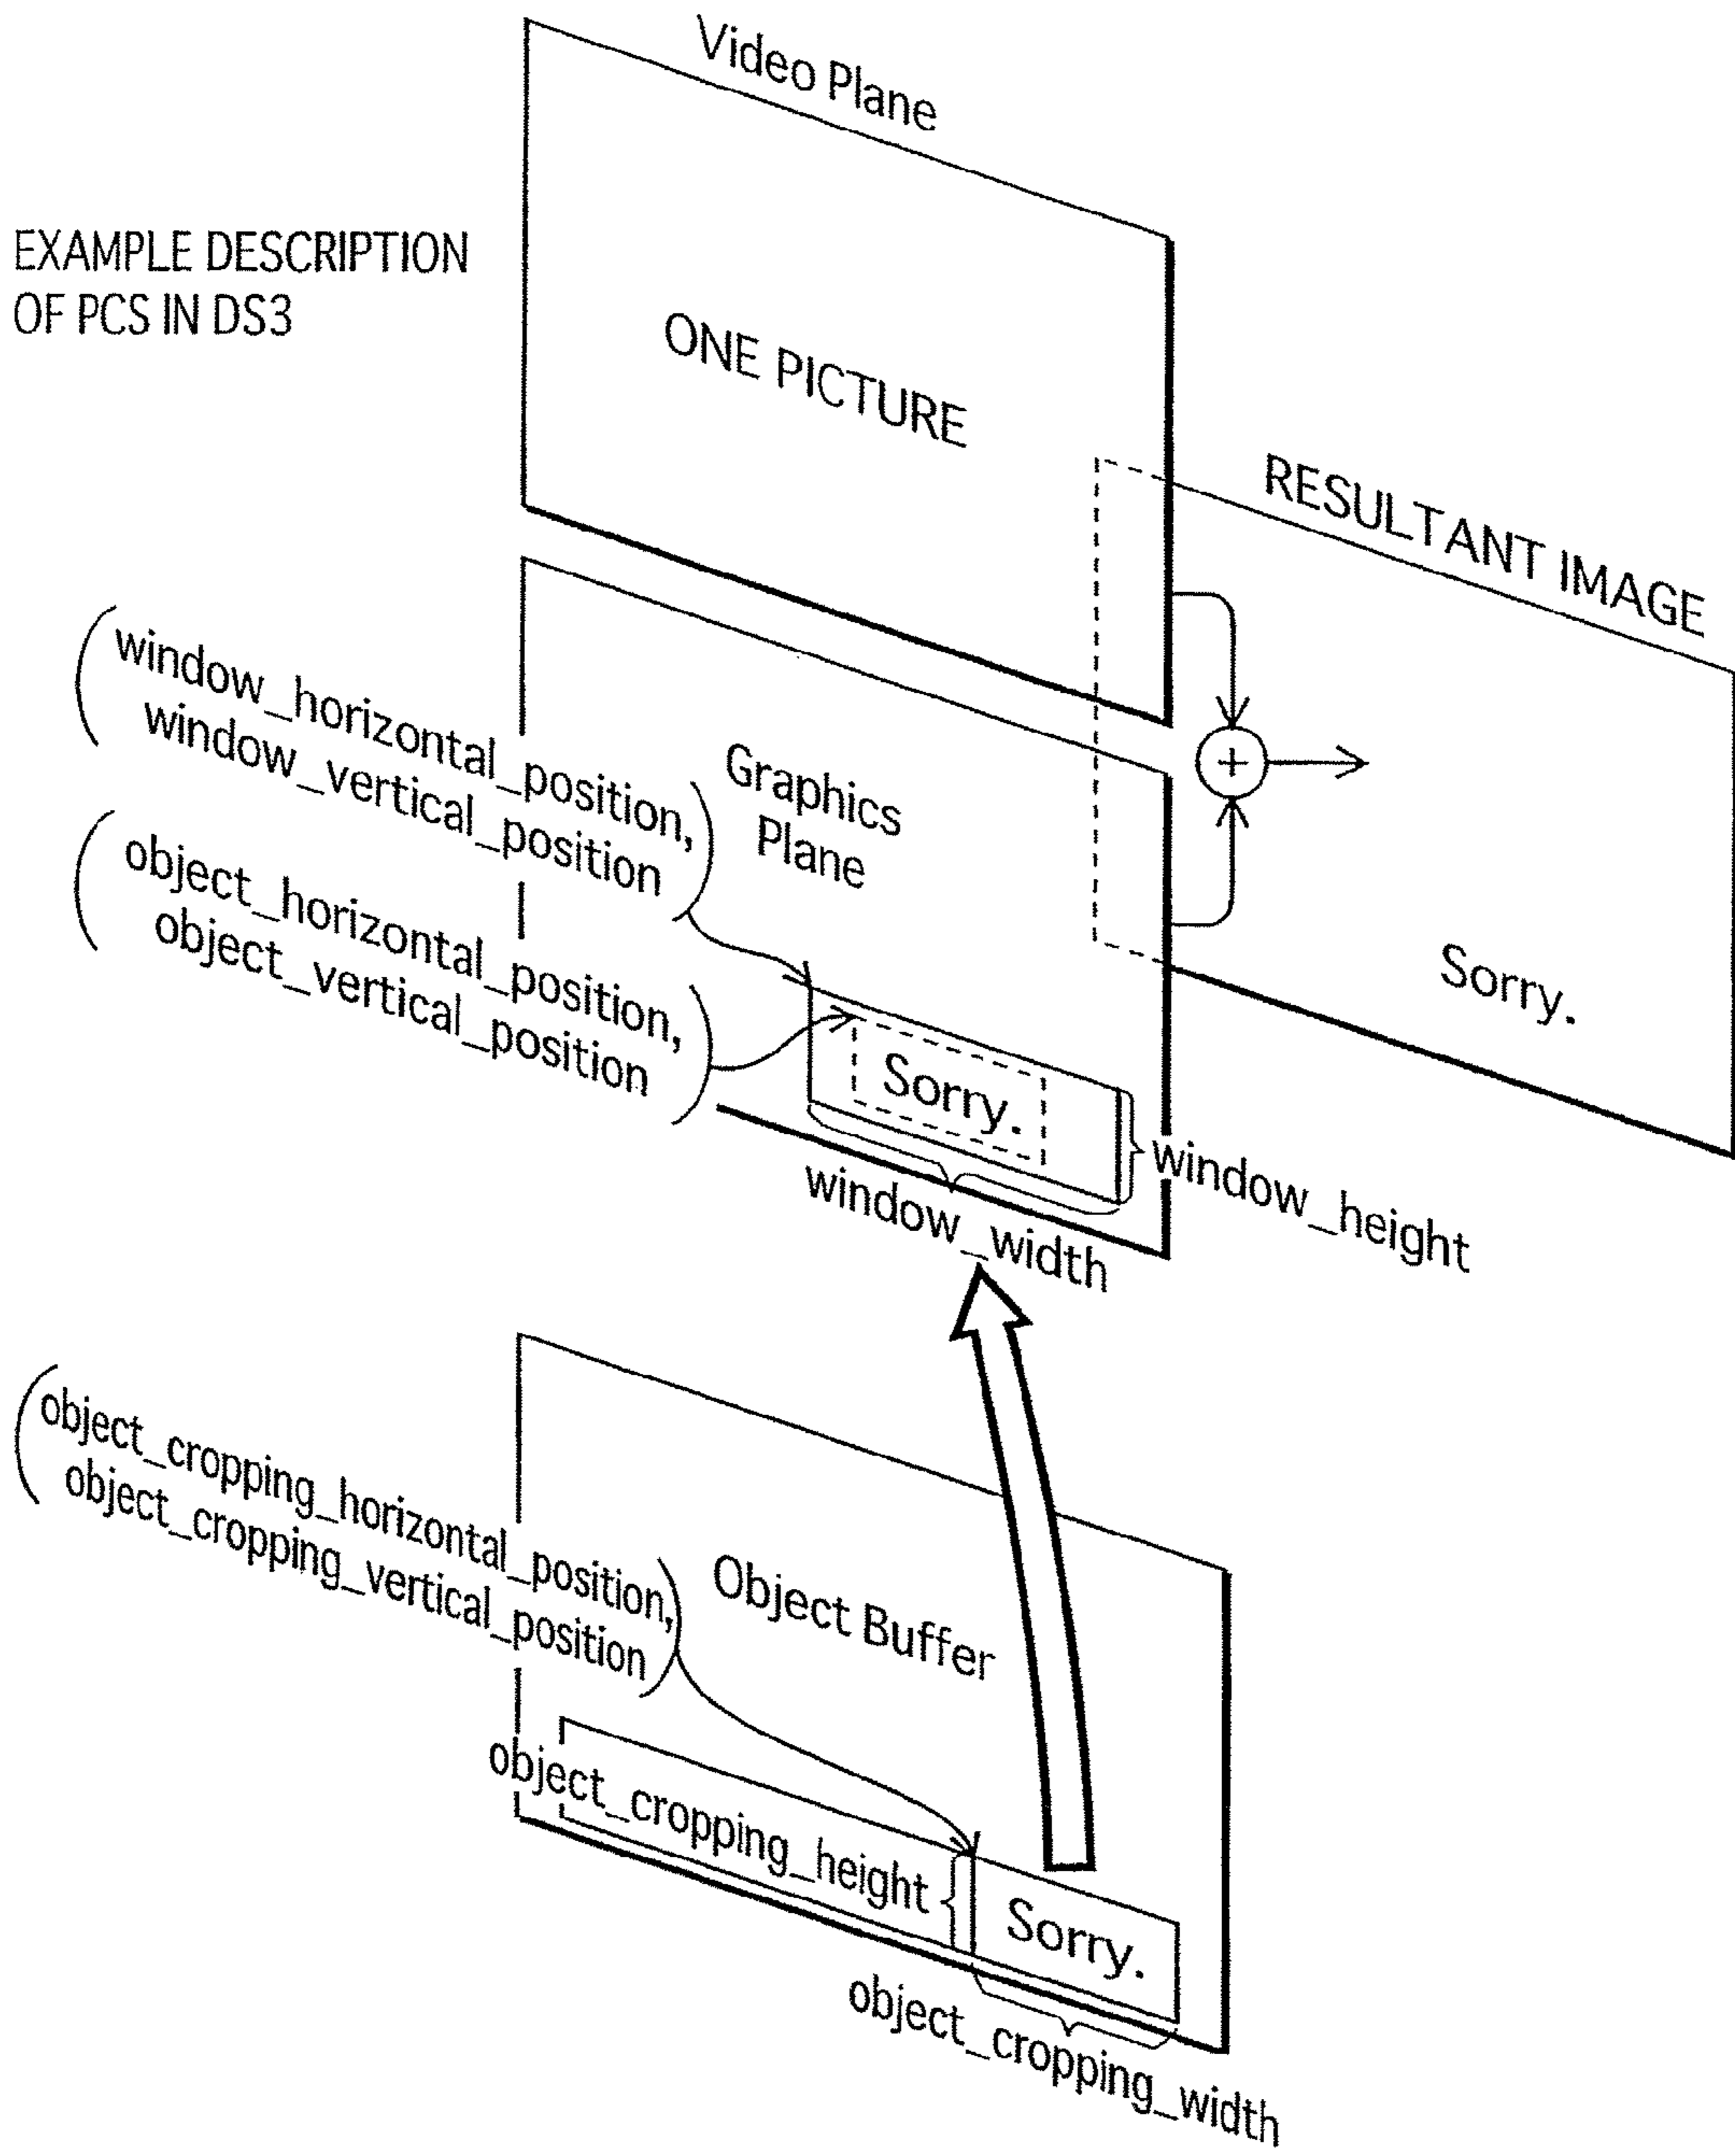 Video Plane
EXAMPLE DESCRIPTION
OF PCS IN DS3
ONE PICTURE
RESULTANT IMAGE
(window_horizontal_position,
window_vertical_position)
Graphics
Plane
(object_horizontal_position,
object_vertical_position)
Sorry.
Sorry.
window_height
window_width
(object_cropping_horizontal_position,
object_cropping_vertical_position)
Object Buffer
object_cropping_height
Sorry.
object_cropping_width